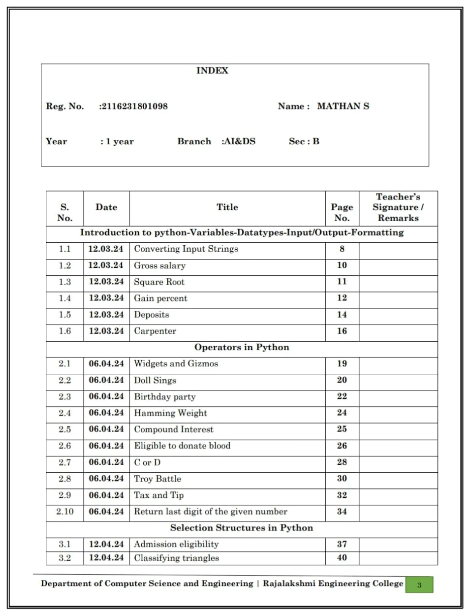 INDEX
Reg. No. :2116231801098 Name : MATHAN S
Year : 1 year Branch :AI&DS Sec : B
S. No. Date Title Page No. Teacher's Signature / Remarks
Introduction to python-Variables-Datatypes-Input/Output-Formatting
1.1 12.03.24 Converting Input Strings 8
1.2 12.03.24 Gross salary 10
1.3 12.03.24 Square Root 11
1.4 12.03.24 Gain percent 12
1.5 12.03.24 Deposits 14
1.6 12.03.24 Carpenter 16
Operators in Python
2.1 06.04.24 Widgets and Gizmos 19
2.2 06.04.24 Doll Sings 20
2.3 06.04.24 Birthday party 22
2.4 06.04.24 Hamming Weight 24
2.5 06.04.24 Compound Interest 25
2.6 06.04.24 Eligible to donate blood 26
2.7 06.04.24 C or D 28
2.8 06.04.24 Troy Battle 30
2.9 06.04.24 Tax and Tip 32
2.10 06.04.24 Return last digit of the given number 34
Selection Structures in Python
3.1 12.04.24 Admission eligibility 37
3.2 12.04.24 Classifying triangles 40
Department of Computer Science and Engineering | Rajalakshmi Engineering College 3